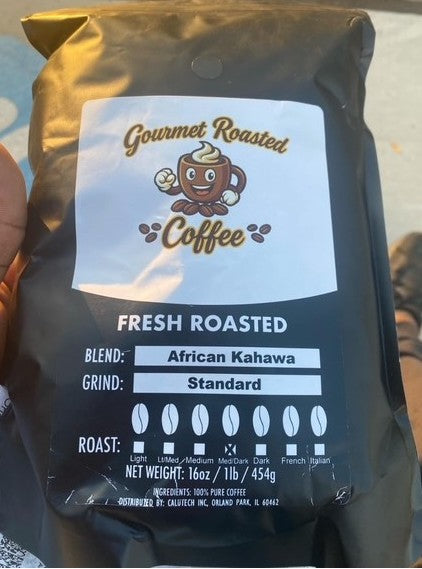 Gourmet Roasted
Coffee
FRESH ROASTED
BLEND: African Kahawa
GRIND: Standard
ROAST: Light Lt/Med Medium Med/Dark Dark French Italian
NET WEIGHT: 16oz / 1lb / 454g
INGREDIENTS: 100% PURE COFFEE
DISTRIBUTED BY: CALUTECH INC, ORLAND PARK, IL 60462